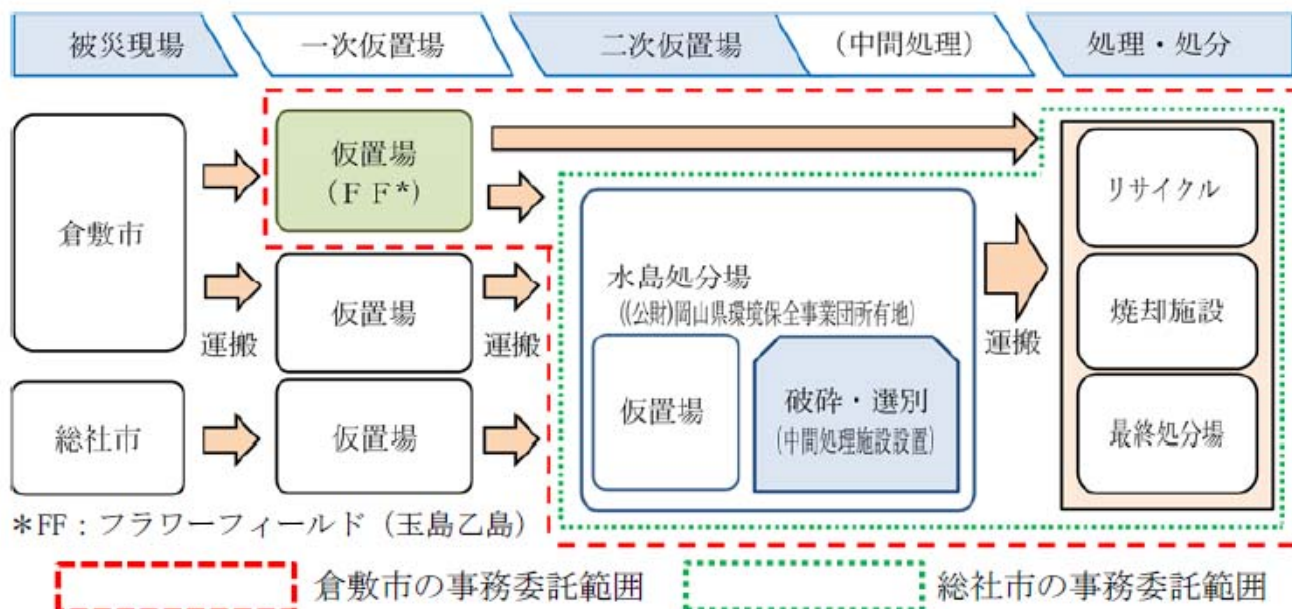 被災現場
一次仮置場
二次仮置場
(中間処理)
処理・処分
倉敷市
仮置場
(ＦＦ*)
仮置場
運搬
運搬
総社市
仮置場
水島処分場
((公財)岡山県環境保全事業団所有地)
仮置場
破砕・選別
(中間処理施設設置)
運搬
リサイクル
焼却施設
最終処分場
*FF：フラワーフィールド（玉島乙島）
倉敷市の事務委託範囲
総社市の事務委託範囲